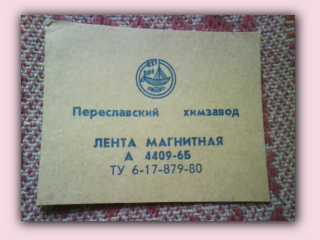 Переславский химзавод
ЛЕНТА МАГНИТНАЯ
А 4409-6Б
ТУ 6-17-879-80